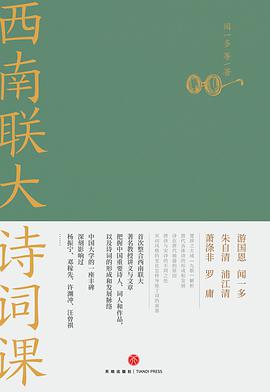 西南联大诗词课
闻一多 等 著
游国恩 闻一多
朱自清 浦江清
萧涤非 罗庸
首次整合西南联大
著名教授讲义与文章
把握中国重要诗人、词人和作品，
以及诗词的形成和发展脉络
中国大学的一座丰碑
深刻影响过
杨振宁、邓稼先、许渊冲、汪曾祺
……
天地出版社 | TIANDI PRESS